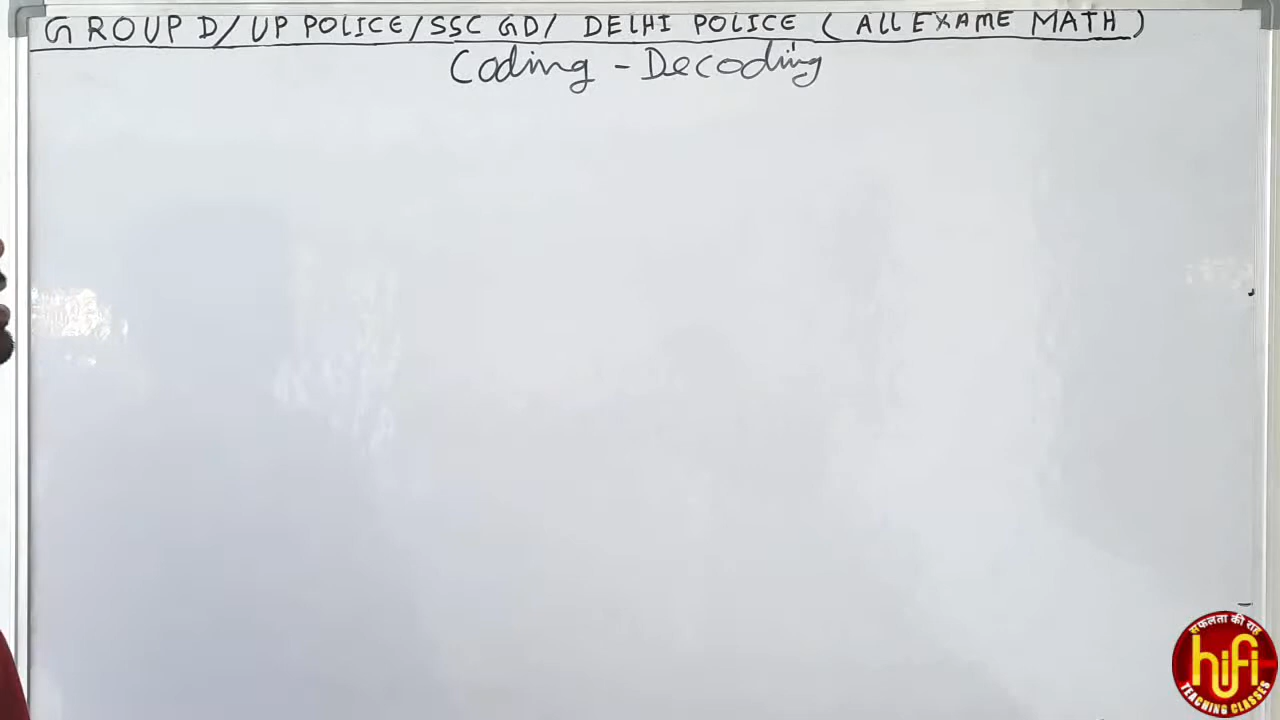 GROUP D/ UP POLICE/SSC GD/ DELHI POLICE ( ALL EXAME MATH )
Coding - Decoding
सफलता की राह
hifi
TEACHING CLASSES